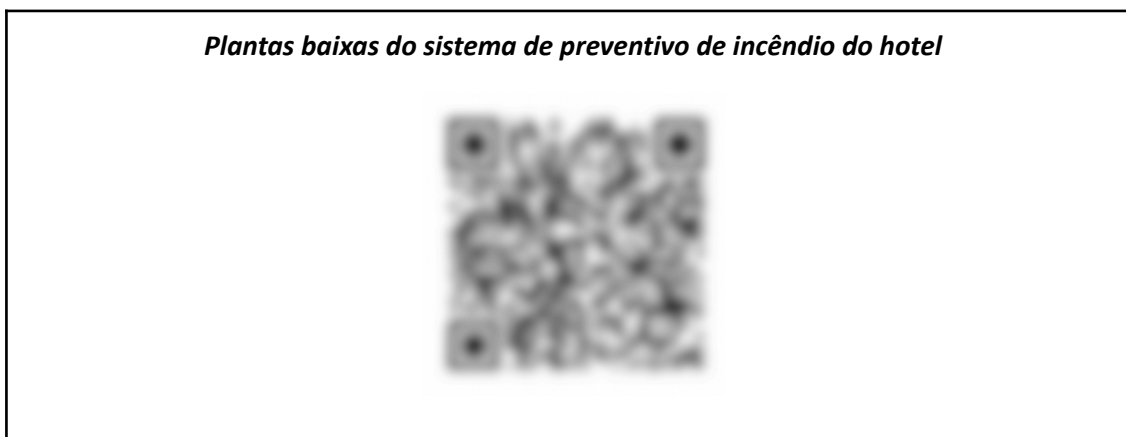 Plantas baixas do sistema de preventivo de incêndio do hotel